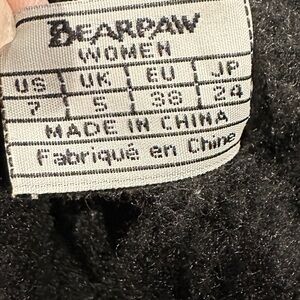 BEARPAW
WOMEN
US UK EU JP
7 5 38 24
MADE IN CHINA
Fabriqué en Chine